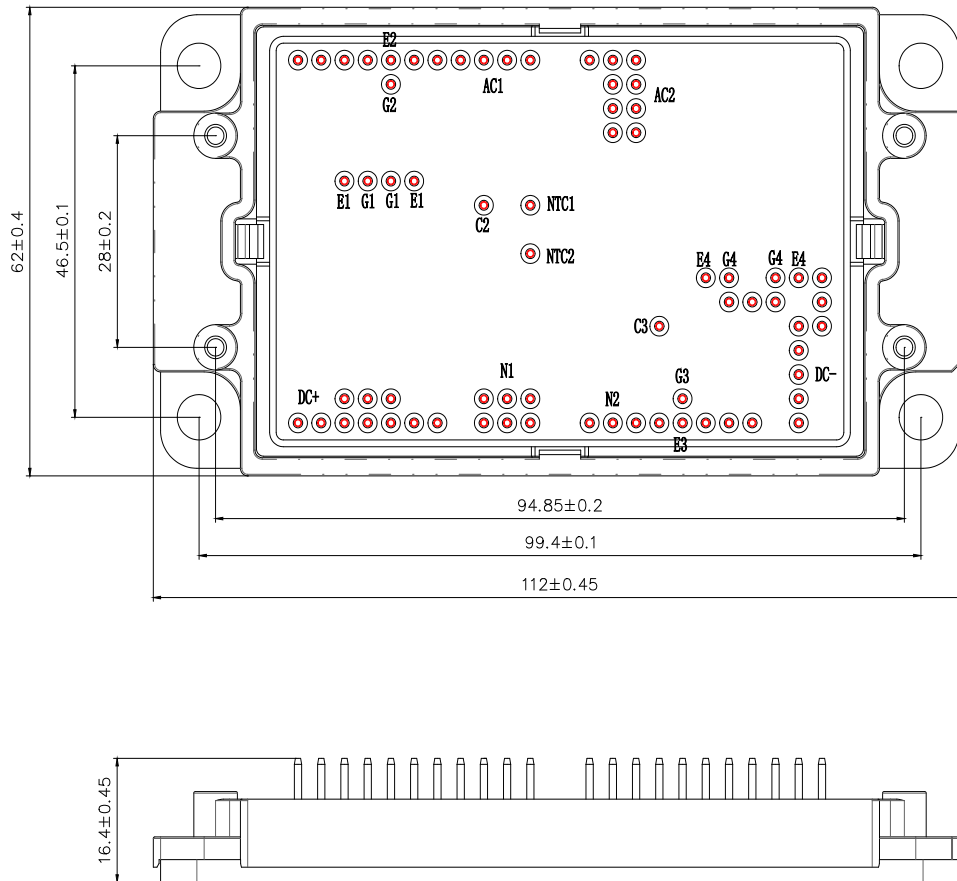 E2
AC1
G2
AC2
E1 G1 G1 E1
C2
NTC1
NTC2
E4 G4 G4 E4
C3
DC-
N1
G3
DC+
N2
E3
62±0.4
46.5±0.1
28±0.2
94.85±0.2
99.4±0.1
112±0.45
16.4±0.45